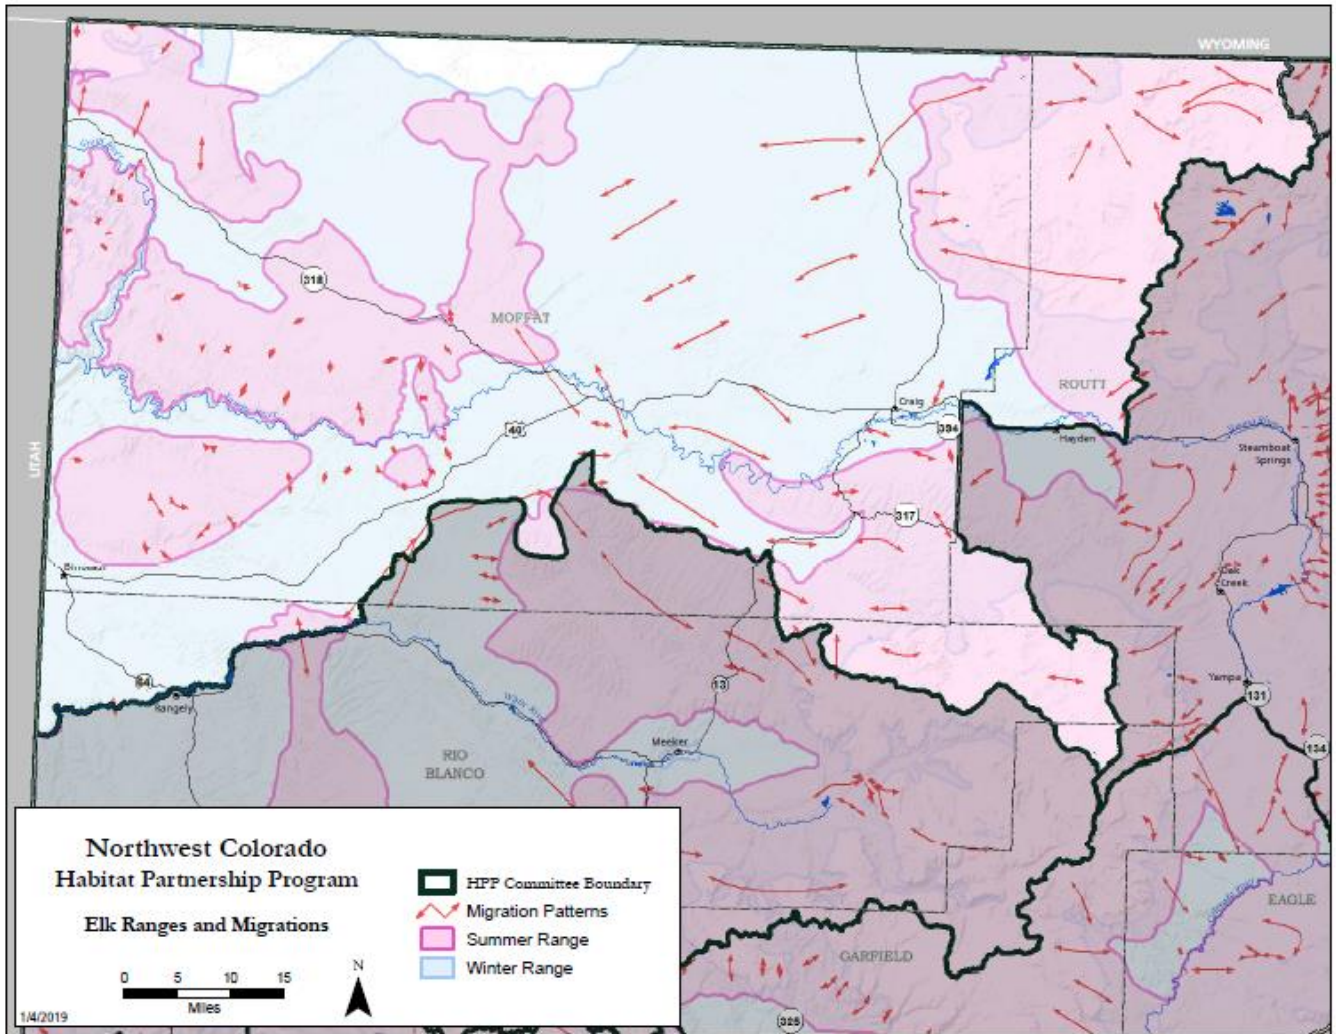 WYOMING
318
MOFFAT
ROUTT
UTAH
Craig
40
394
Hayden
Steamboat
Springs
317
Oak
Creek
64
Rangely
13
Yampa
131
White River
Meeker
134
RIO
BLANCO
EAGLE
GARFIELD
325
Northwest Colorado
Habitat Partnership Program
Elk Ranges and Migrations
0 5 10 15
Miles
N
HPP Committee Boundary
Migration Patterns
Summer Range
Winter Range
1/4/2019